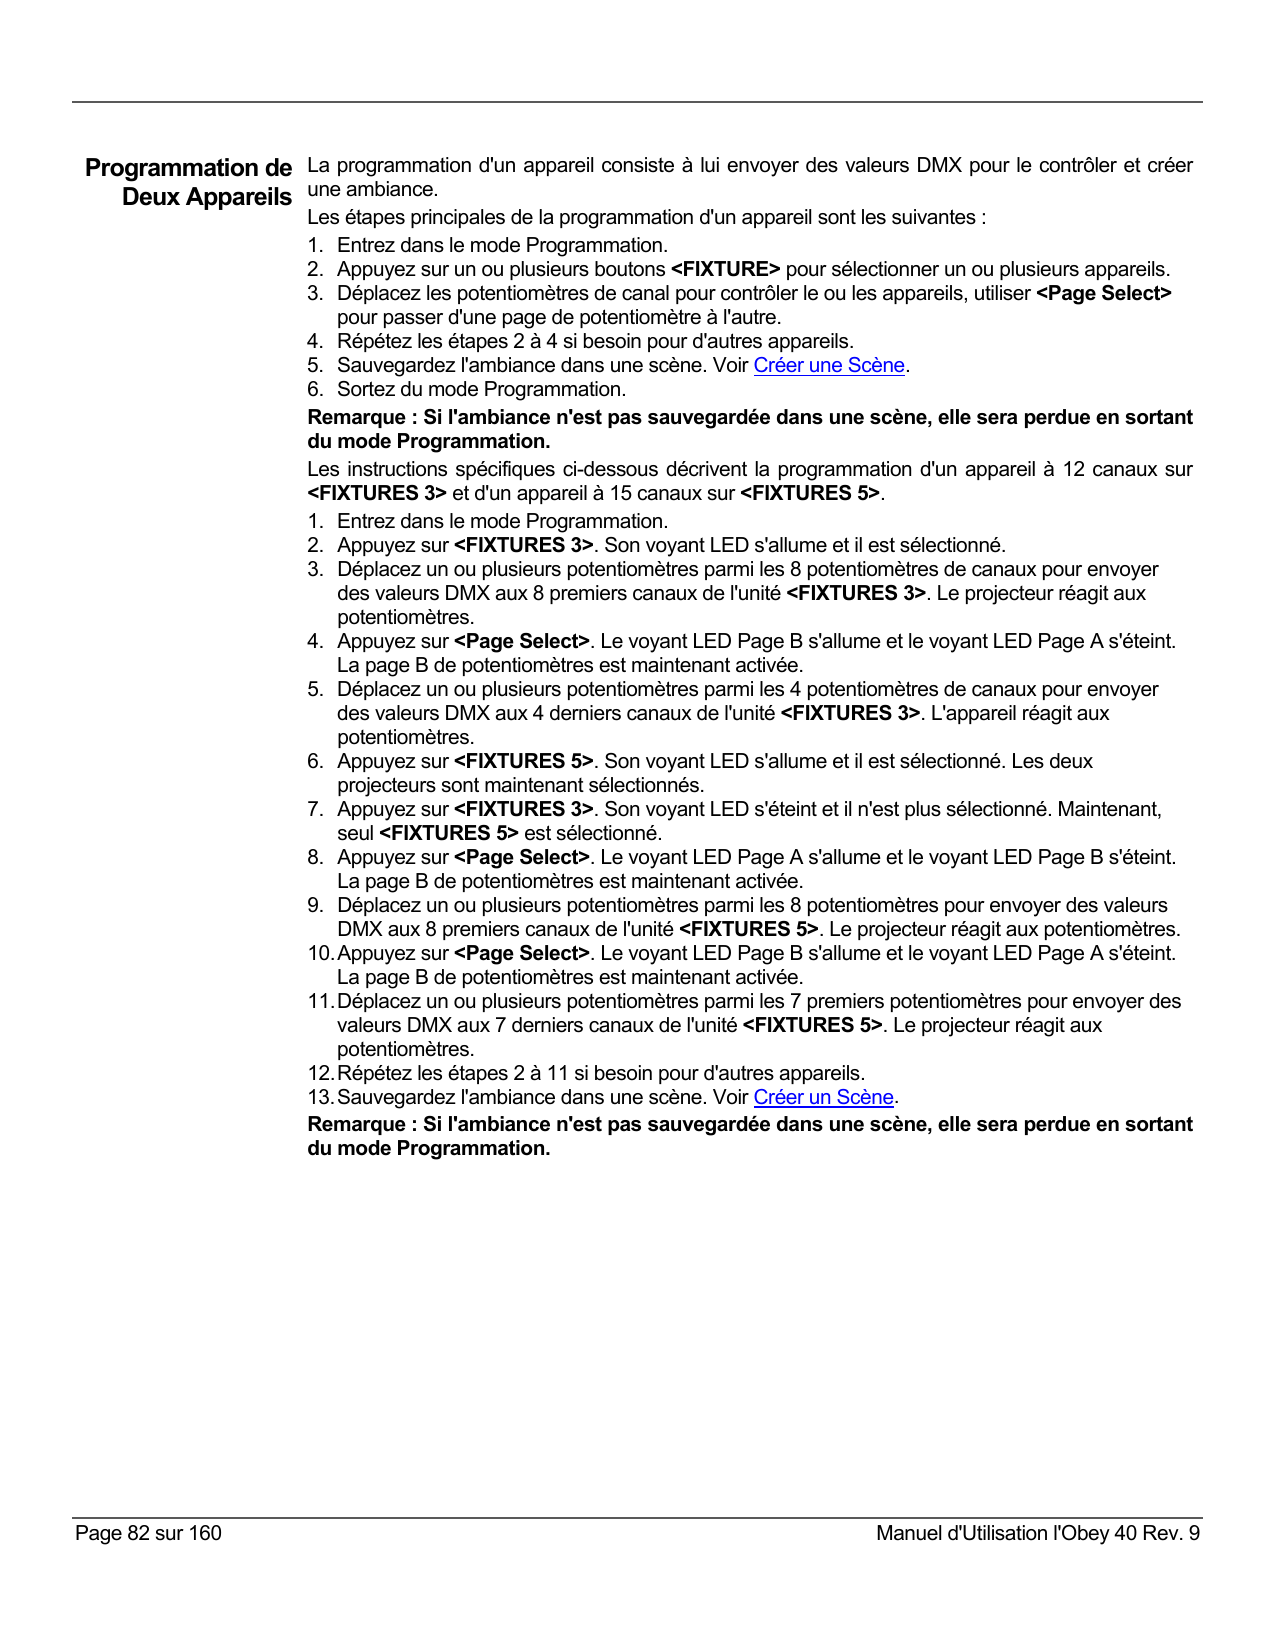 Programmation de
Deux Appareils
La programmation d'un appareil consiste à lui envoyer des valeurs DMX pour le contrôler et créer
une ambiance.
Les étapes principales de la programmation d'un appareil sont les suivantes :
1. Entrez dans le mode Programmation.
2. Appuyez sur un ou plusieurs boutons <FIXTURE> pour sélectionner un ou plusieurs appareils.
3. Déplacez les potentiomètres de canal pour contrôler le ou les appareils, utiliser <Page Select>
pour passer d'une page de potentiomètre à l'autre.
4. Répétez les étapes 2 à 4 si besoin pour d'autres appareils.
5. Sauvegardez l'ambiance dans une scène. Voir Créer une Scène.
6. Sortez du mode Programmation.
Remarque : Si l'ambiance n'est pas sauvegardée dans une scène, elle sera perdue en sortant
du mode Programmation.
Les instructions spécifiques ci-dessous décrivent la programmation d'un appareil à 12 canaux sur
<FIXTURES 3> et d'un appareil à 15 canaux sur <FIXTURES 5>.
1. Entrez dans le mode Programmation.
2. Appuyez sur <FIXTURES 3>. Son voyant LED s'allume et il est sélectionné.
3. Déplacez un ou plusieurs potentiomètres parmi les 8 potentiomètres de canaux pour envoyer
des valeurs DMX aux 8 premiers canaux de l'unité <FIXTURES 3>. Le projecteur réagit aux
potentiomètres.
4. Appuyez sur <Page Select>. Le voyant LED Page B s'allume et le voyant LED Page A s'éteint.
La page B de potentiomètres est maintenant activée.
5. Déplacez un ou plusieurs potentiomètres parmi les 4 potentiomètres de canaux pour envoyer
des valeurs DMX aux 4 derniers canaux de l'unité <FIXTURES 3>. L'appareil réagit aux
potentiomètres.
6. Appuyez sur <FIXTURES 5>. Son voyant LED s'allume et il est sélectionné. Les deux
projecteurs sont maintenant sélectionnés.
7. Appuyez sur <FIXTURES 3>. Son voyant LED s'éteint et il n'est plus sélectionné. Maintenant,
seul <FIXTURES 5> est sélectionné.
8. Appuyez sur <Page Select>. Le voyant LED Page A s'allume et le voyant LED Page B s'éteint.
La page B de potentiomètres est maintenant activée.
9. Déplacez un ou plusieurs potentiomètres parmi les 8 potentiomètres pour envoyer des valeurs
DMX aux 8 premiers canaux de l'unité <FIXTURES 5>. Le projecteur réagit aux potentiomètres.
10. Appuyez sur <Page Select>. Le voyant LED Page B s'allume et le voyant LED Page A s'éteint.
La page B de potentiomètres est maintenant activée.
11. Déplacez un ou plusieurs potentiomètres parmi les 7 premiers potentiomètres pour envoyer des
valeurs DMX aux 7 derniers canaux de l'unité <FIXTURES 5>. Le projecteur réagit aux
potentiomètres.
12. Répétez les étapes 2 à 11 si besoin pour d'autres appareils.
13. Sauvegardez l'ambiance dans une scène. Voir Créer un Scène.
Remarque : Si l'ambiance n'est pas sauvegardée dans une scène, elle sera perdue en sortant
du mode Programmation.
Page 82 sur 160
Manuel d'Utilisation l'Obey 40 Rev. 9